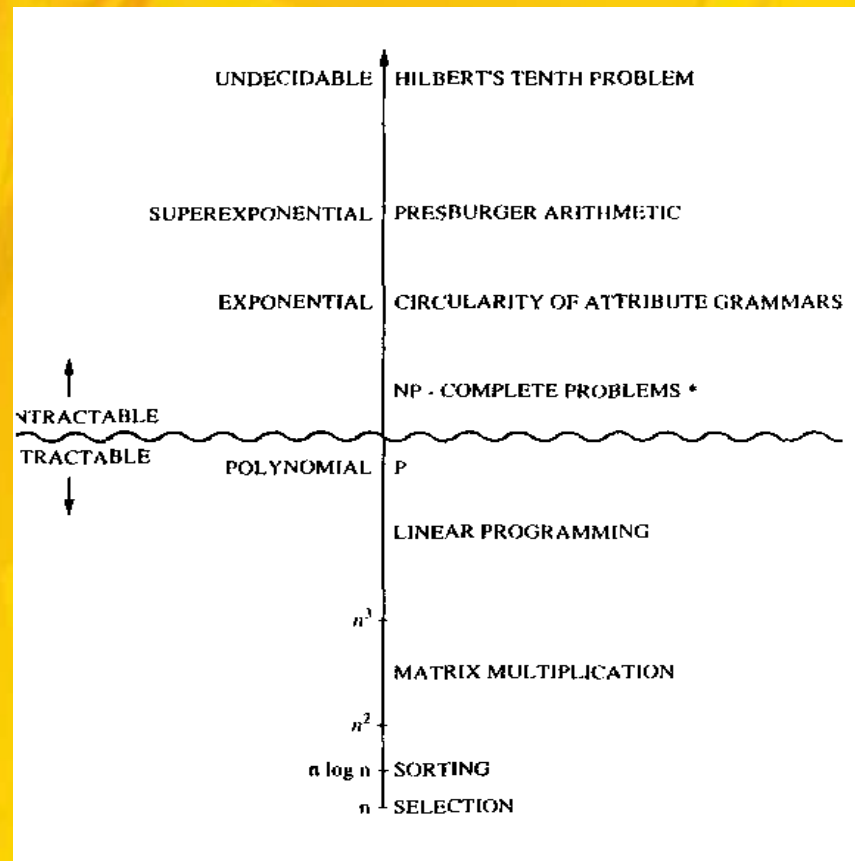 UNDECIDABLE HILBERT'S TENTH PROBLEM
SUPEREXPONENTIAL PRESBURGER ARITHMETIC
EXPONENTIAL CIRCULARITY OF ATTRIBUTE GRAMMARS
NP - COMPLETE PROBLEMS *
NTRACTABLE
TRACTABLE
POLYNOMIAL P
LINEAR PROGRAMMING
n³
MATRIX MULTIPLICATION
n²
n log n SORTING
n SELECTION